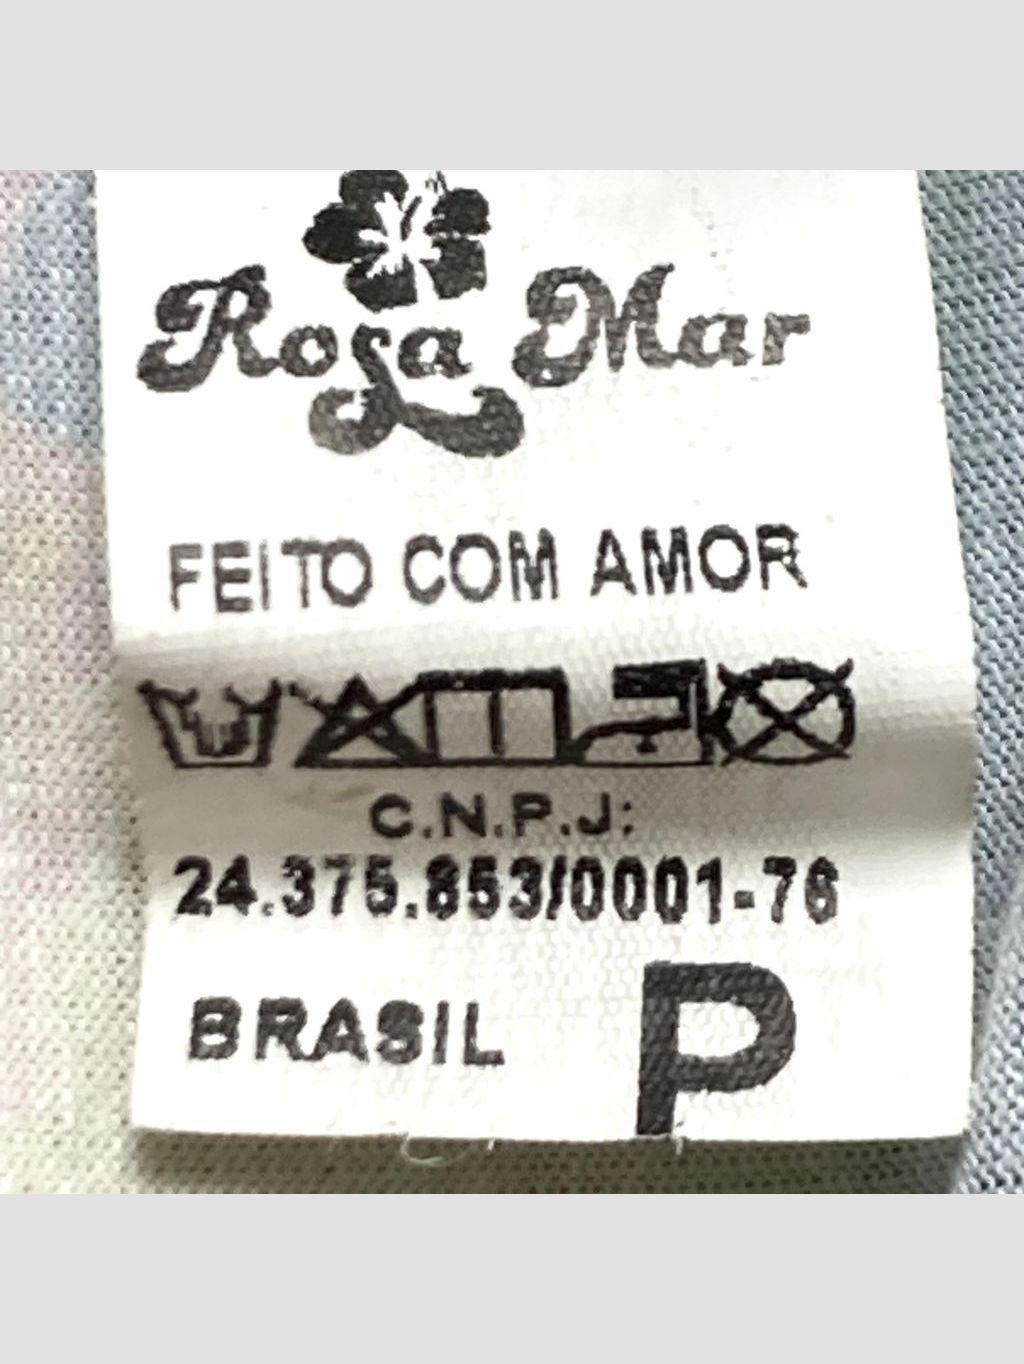 Rosa Mar
FEITO COM AMOR
C.N.P.J:
24.375.853/0001-76
BRASIL P